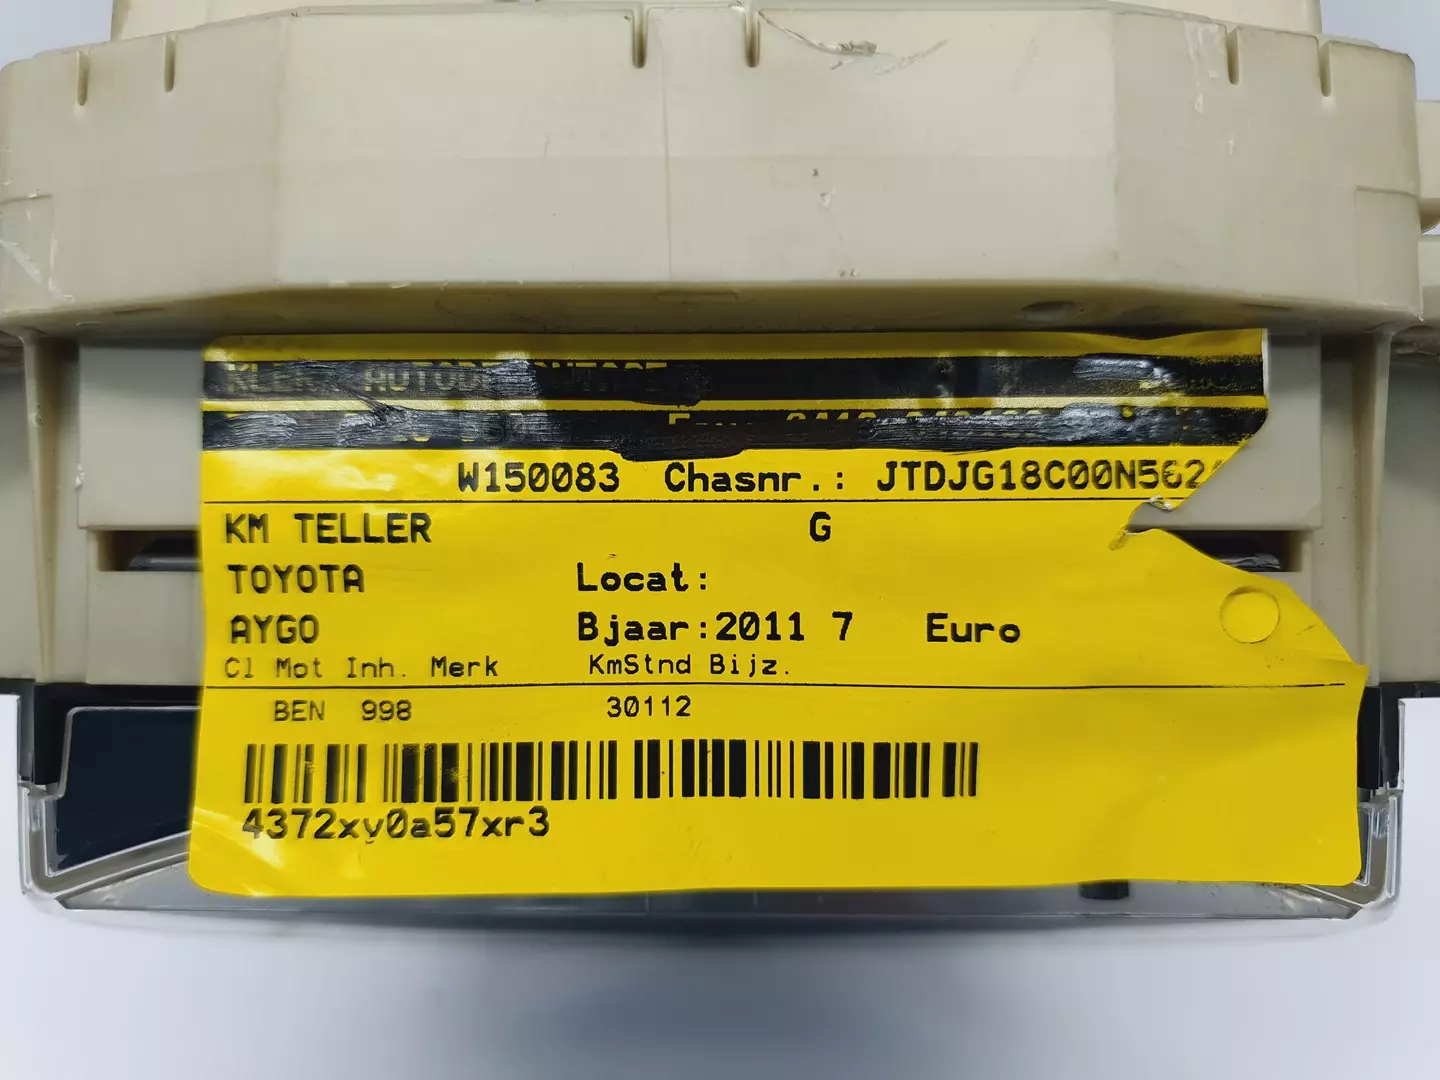 W150083 Chasnr.: JTDJG18C00N562
KM TELLER G
TOYOTA Locat:
AYGO Bjaar:2011 7 Euro
Cl Mot Inh. Merk KmStnd Bijz.
BEN 998 30112
4372xy0a57xr3